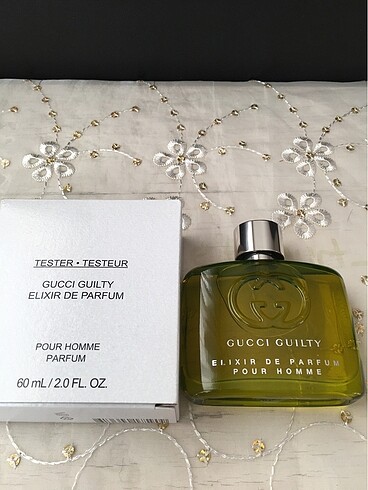 TESTER • TESTEUR
GUCCI GUILTY
ELIXIR DE PARFUM
POUR HOMME
PARFUM
60 mL / 2.0 FL. OZ.
GUCCI GUILTY
ELIXIR DE PARFUM
POUR HOMME